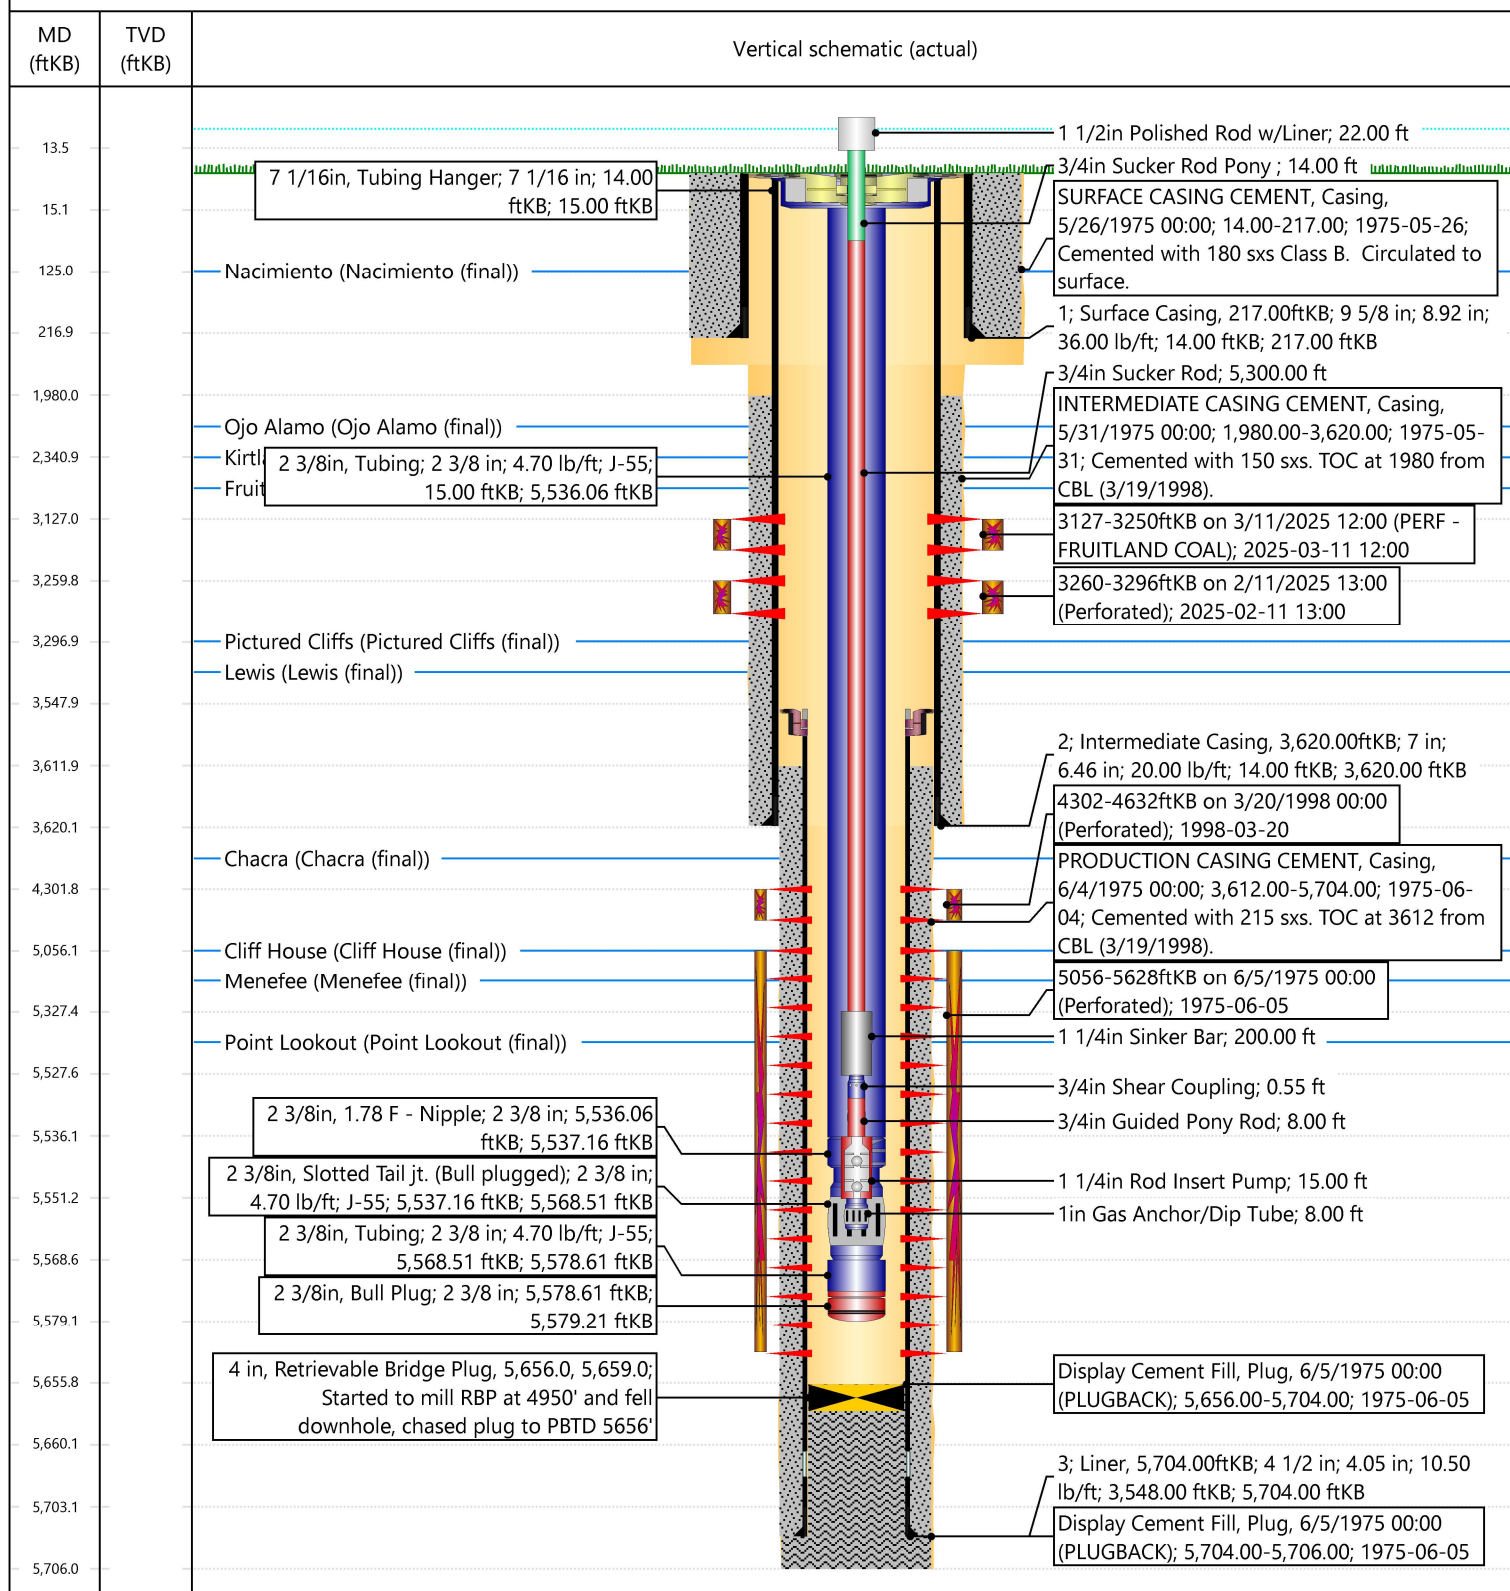 MD
(ftKB)
TVD
(ftKB)
Vertical schematic (actual)
13.5
15.1
125.0
216.9
1,980.0
2,340.9
3,127.0
3,259.8
3,296.9
3,547.9
3,611.9
3,620.1
4,301.8
5,056.1
5,327.4
5,527.6
5,536.1
5,551.2
5,568.6
5,579.1
5,655.8
5,660.1
5,703.1
5,706.0
7 1/16in, Tubing Hanger; 7 1/16 in; 14.00
ftKB; 15.00 ftKB
Nacimiento (Nacimiento (final))
Ojo Alamo (Ojo Alamo (final))
Kirtl
Fruit
2 3/8in, Tubing; 2 3/8 in; 4.70 lb/ft; J-55;
15.00 ftKB; 5,536.06 ftKB
Pictured Cliffs (Pictured Cliffs (final))
Lewis (Lewis (final))
Chacra (Chacra (final))
Cliff House (Cliff House (final))
Menefee (Menefee (final))
Point Lookout (Point Lookout (final))
2 3/8in, 1.78 F - Nipple; 2 3/8 in; 5,536.06
ftKB; 5,537.16 ftKB
2 3/8in, Slotted Tail jt. (Bull plugged); 2 3/8 in;
4.70 lb/ft; J-55; 5,537.16 ftKB; 5,568.51 ftKB
2 3/8in, Tubing; 2 3/8 in; 4.70 lb/ft; J-55;
5,568.51 ftKB; 5,578.61 ftKB
2 3/8in, Bull Plug; 2 3/8 in; 5,578.61 ftKB;
5,579.21 ftKB
4 in, Retrievable Bridge Plug, 5,656.0, 5,659.0;
Started to mill RBP at 4950' and fell
downhole, chased plug to PBTD 5656'
1 1/2in Polished Rod w/Liner; 22.00 ft
3/4in Sucker Rod Pony ; 14.00 ft
SURFACE CASING CEMENT, Casing,
5/26/1975 00:00; 14.00-217.00; 1975-05-26;
Cemented with 180 sxs Class B.  Circulated to
surface.
1; Surface Casing, 217.00ftKB; 9 5/8 in; 8.92 in;
36.00 lb/ft; 14.00 ftKB; 217.00 ftKB
3/4in Sucker Rod; 5,300.00 ft
INTERMEDIATE CASING CEMENT, Casing,
5/31/1975 00:00; 1,980.00-3,620.00; 1975-05-
31; Cemented with 150 sxs. TOC at 1980 from
CBL (3/19/1998).
3127-3250ftKB on 3/11/2025 12:00 (PERF -
FRUITLAND COAL); 2025-03-11 12:00
3260-3296ftKB on 2/11/2025 13:00
(Perforated); 2025-02-11 13:00
2; Intermediate Casing, 3,620.00ftKB; 7 in;
6.46 in; 20.00 lb/ft; 14.00 ftKB; 3,620.00 ftKB
4302-4632ftKB on 3/20/1998 00:00
(Perforated); 1998-03-20
PRODUCTION CASING CEMENT, Casing,
6/4/1975 00:00; 3,612.00-5,704.00; 1975-06-
04; Cemented with 215 sxs. TOC at 3612 from
CBL (3/19/1998).
5056-5628ftKB on 6/5/1975 00:00
(Perforated); 1975-06-05
1 1/4in Sinker Bar; 200.00 ft
3/4in Shear Coupling; 0.55 ft
3/4in Guided Pony Rod; 8.00 ft
1 1/4in Rod Insert Pump; 15.00 ft
1in Gas Anchor/Dip Tube; 8.00 ft
Display Cement Fill, Plug, 6/5/1975 00:00
(PLUGBACK); 5,656.00-5,704.00; 1975-06-05
3; Liner, 5,704.00ftKB; 4 1/2 in; 4.05 in; 10.50
lb/ft; 3,548.00 ftKB; 5,704.00 ftKB
Display Cement Fill, Plug, 6/5/1975 00:00
(PLUGBACK); 5,704.00-5,706.00; 1975-06-05